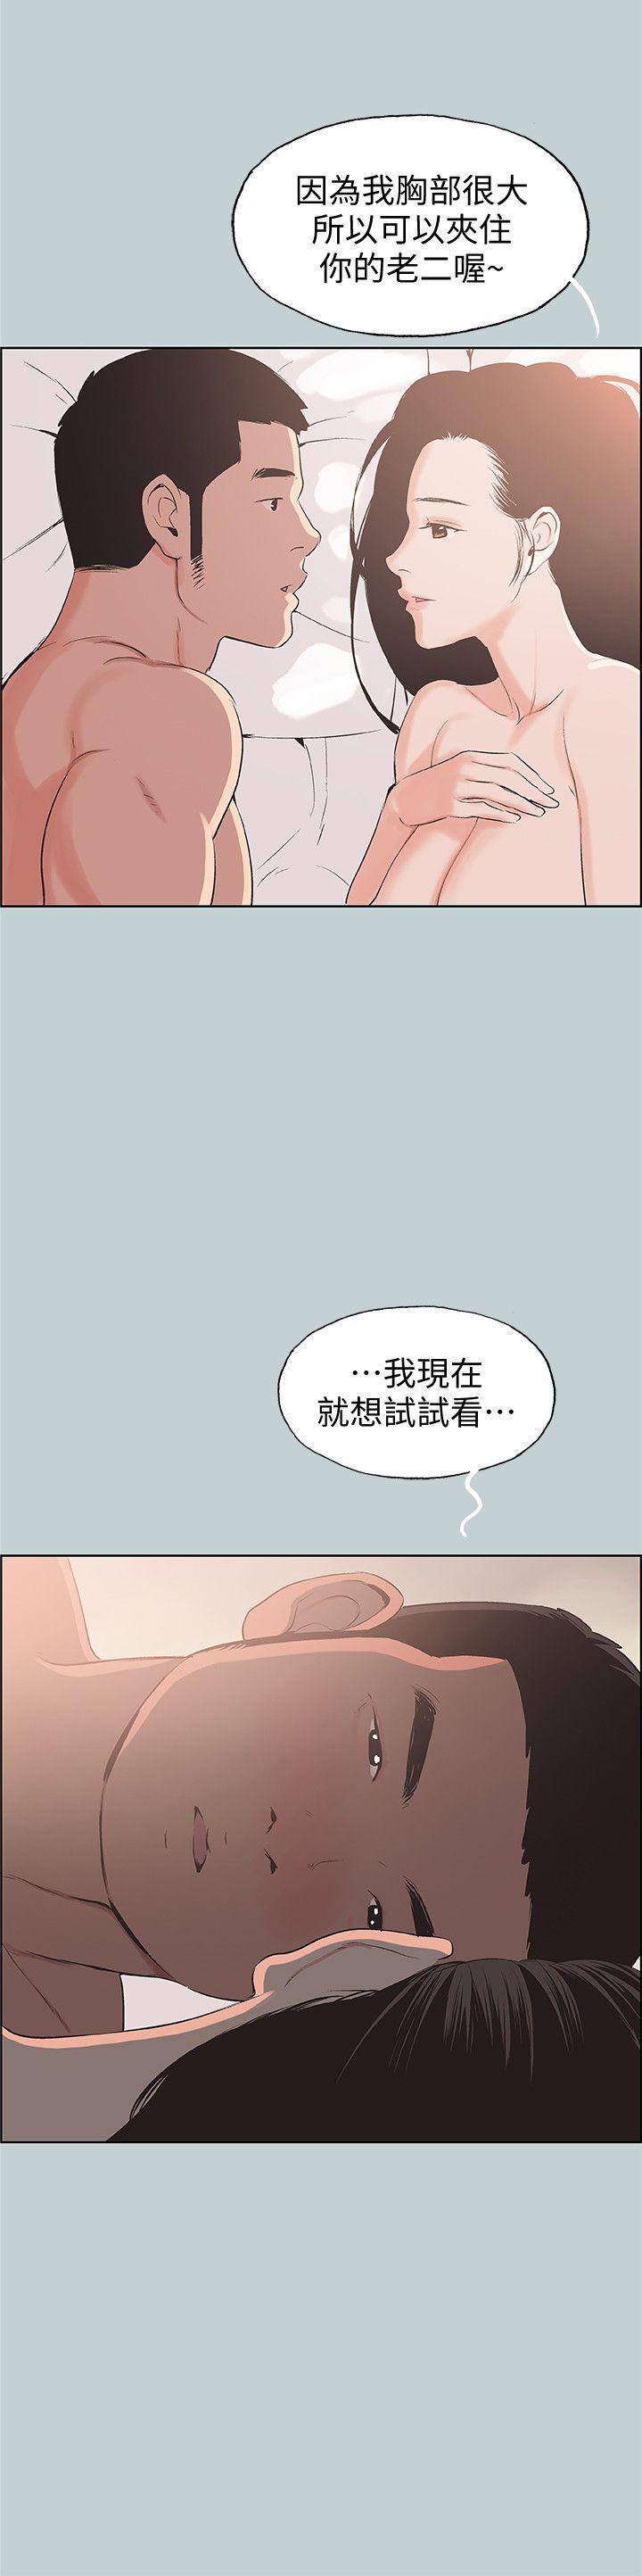 因為我胸部很大
所以可以夾住
你的老二喔~
⋯我現在
就想試試看⋯